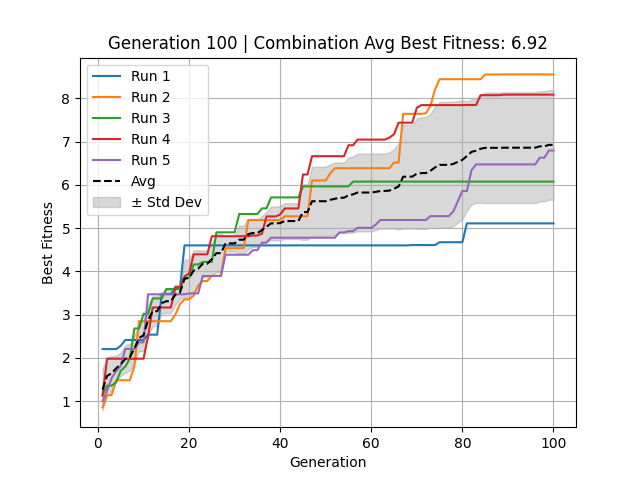 Generation 100 | Combination Avg Best Fitness: 6.92
Run 1
Run 2
Run 3
Run 4
Run 5
Avg
± Std Dev
Best Fitness
8
7
6
5
4
3
2
1
0 20 40 60 80 100
Generation